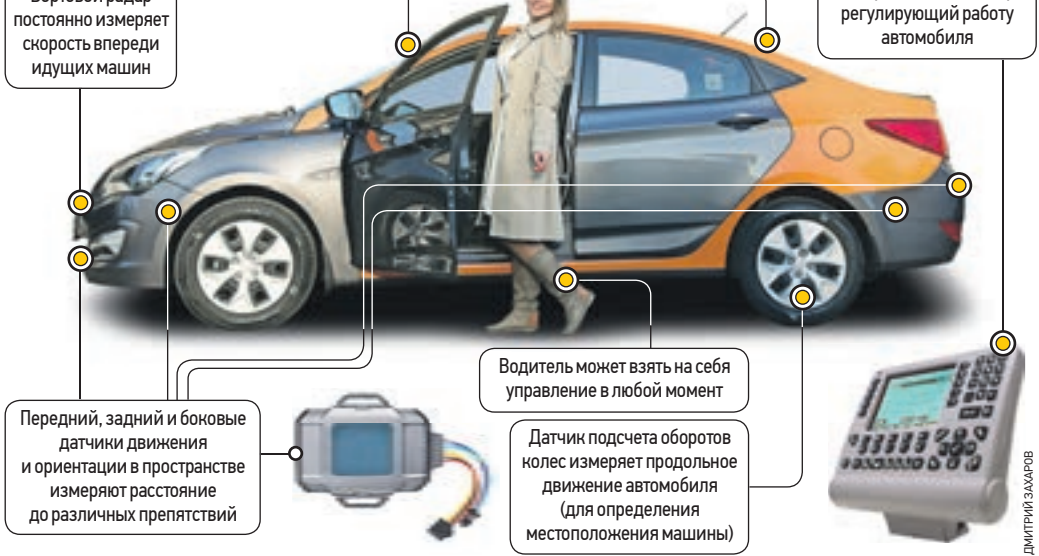 Бортовой радар
постоянно измеряет
скорость впереди
идущих машин
регулирующий работу
автомобиля
Водитель может взять на себя
управление в любой момент
Передний, задний и боковые
датчики движения
и ориентации в пространстве
измеряют расстояние
до различных препятствий
Датчик подсчета оборотов
колес измеряет продольное
движение автомобиля
(для определения
местоположения машины)
ДМИТРИЙ ЗАХАРОВ